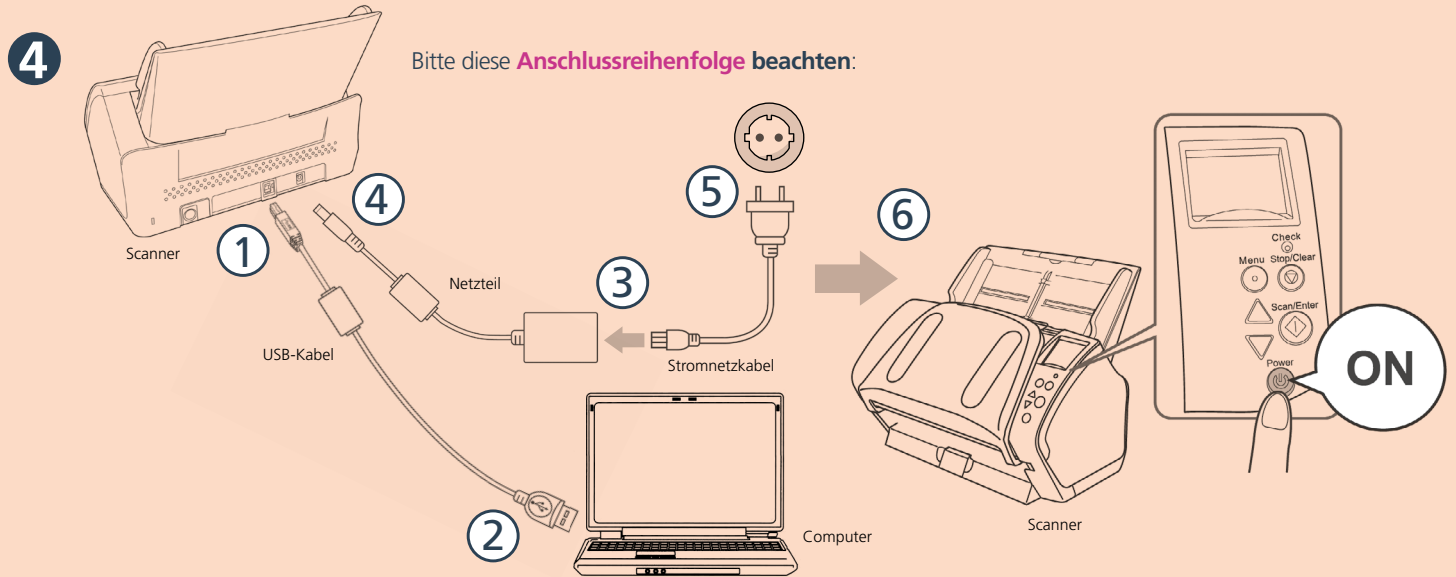 4
Bitte diese Anschlussreihenfolge beachten:
Scanner
1
4
Netzteil
USB-Kabel
3
5
Stromnetzkabel
2
Computer
6
Scanner
Check
Menu Stop/Clear
Scan/Enter
Power
ON